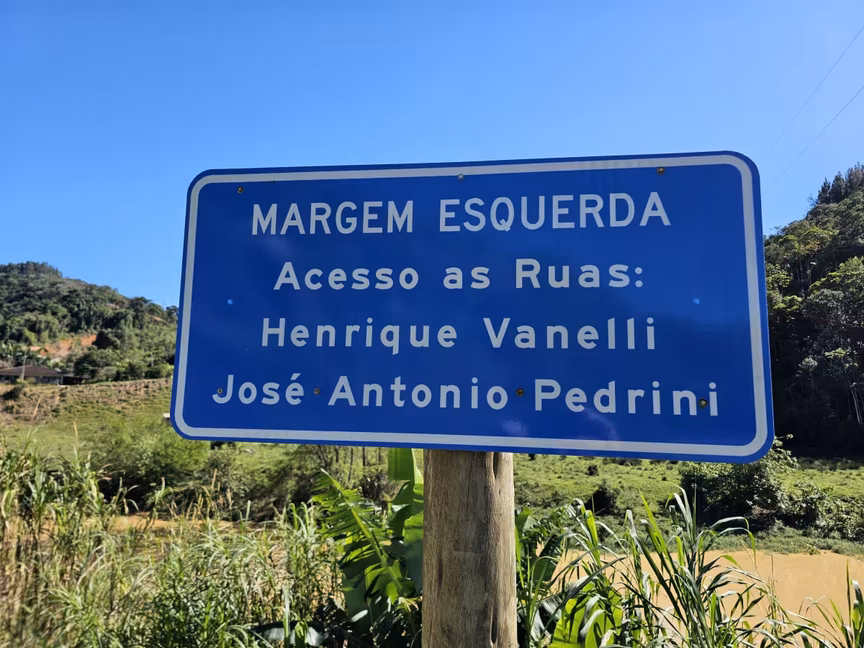 MARGEM ESQUERDA
Acesso as Ruas:
Henrique Vanelli
José Antonio Pedrini